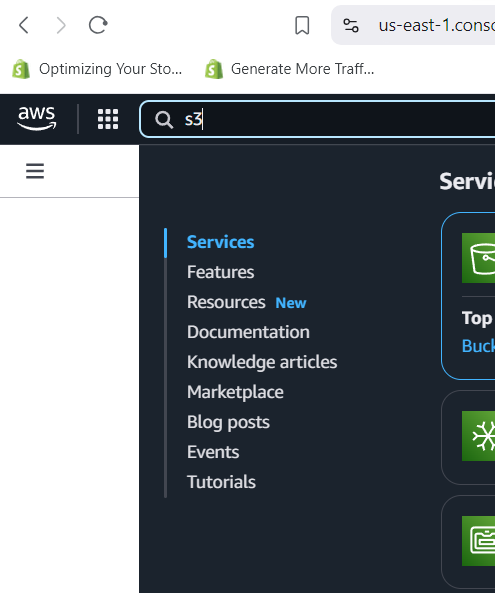 us-east-1.conso
Optimizing Your Sto...
Generate More Traff...
aws
s3
Servi
Services
Features
Resources New
Top
Documentation
Buck
Knowledge articles
Marketplace
Blog posts
Events
Tutorials